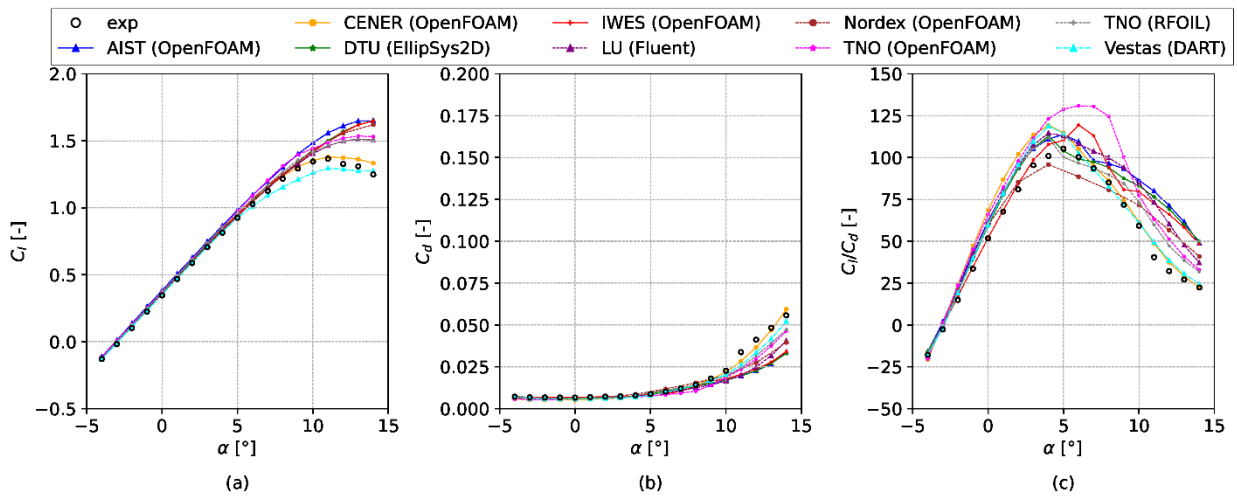 exp CENER (OpenFOAM) IWES (OpenFOAM) Nordex (OpenFOAM) TNO (RFOIL)
AIST (OpenFOAM) DTU (EllipSys2D) LU (Fluent) TNO (OpenFOAM) Vestas (DART)
2.0
1.5
1.0
0.5
0.0
−0.5
C_l [-]
−5 0 5 10 15
α [°]
(a)
0.200
0.175
0.150
0.125
0.100
0.075
0.050
0.025
0.000
C_d [-]
−5 0 5 10 15
α [°]
(b)
150
125
100
75
50
25
0
−25
−50
C_l/C_d [-]
−5 0 5 10 15
α [°]
(c)